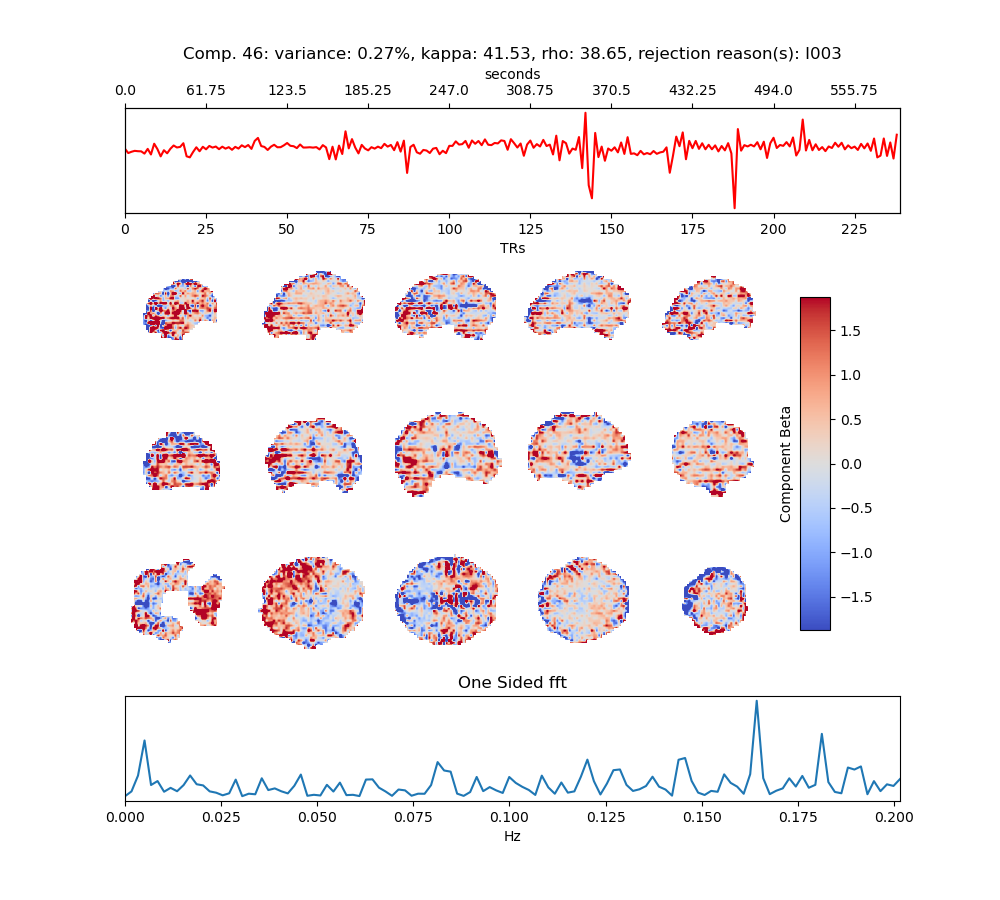 Comp. 46: variance: 0.27%, kappa: 41.53, rho: 38.65, rejection reason(s): I003
seconds
0.0 61.75 123.5 185.25 247.0 308.75 370.5 432.25 494.0 555.75
0 25 50 75 100 125 150 175 200 225
TRs
1.5
1.0
0.5
0.0
−0.5
−1.0
−1.5
Component Beta
One Sided fft
0.000 0.025 0.050 0.075 0.100 0.125 0.150 0.175 0.200
Hz